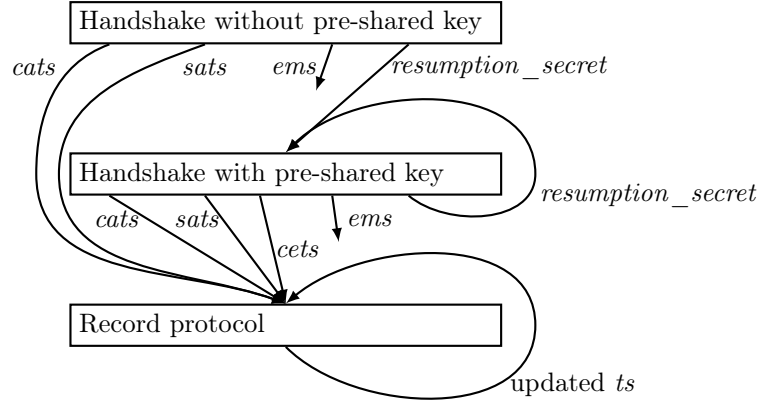 Handshake without pre-shared key
cats
sats
ems
resumption_secret
Handshake with pre-shared key
resumption_secret
cats
sats
ems
cets
Record protocol
updated ts